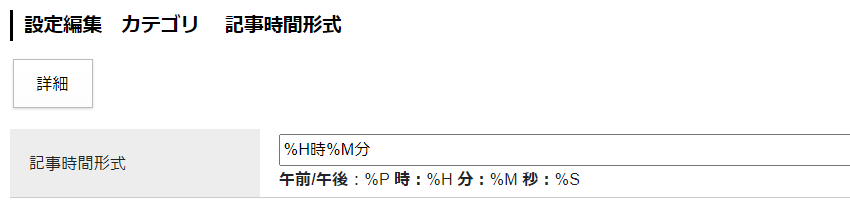 設定編集　カテゴリ　 記事時間形式
詳細
記事時間形式
%H時%M分
午前/午後：%P 時：%H 分：%M 秒：%S